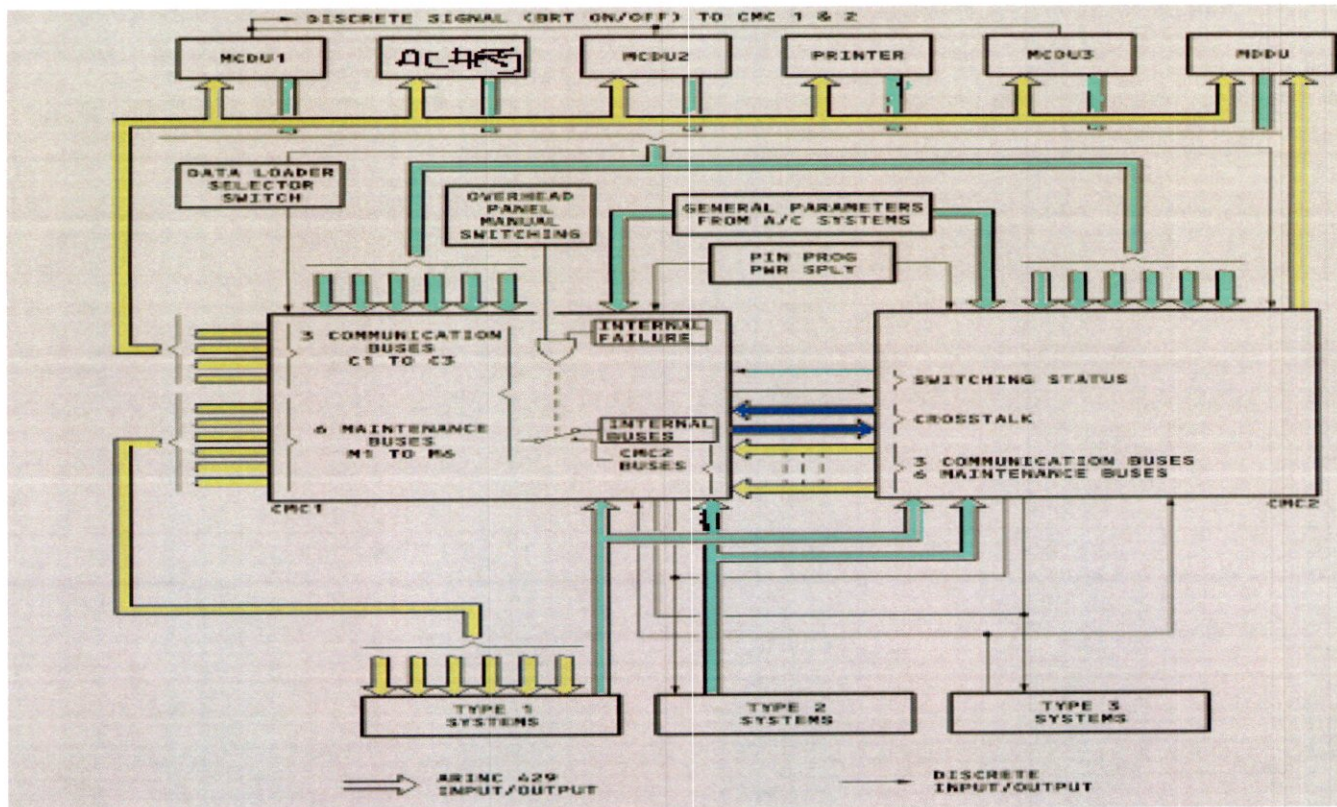 DISCRETE SIGNAL (BRT ON/OFF) TO CMC 1 & 2
MCDU1
MCDU2
PRINTER
MCDU3
MDDU
DATA LOADER
SELECTOR
SWITCH
OVERHEAD
PANEL
MANUAL
SWITCHING
GENERAL PARAMETERS
FROM A/C SYSTEMS
PIN PROG
PWR SPLY
3 COMMUNICATION
BUSES
C1 TO C3
INTERNAL
FAILURE
6 MAINTENANCE
BUSES
M1 TO M6
INTERNAL
BUSES
CMC2
BUSES
SWITCHING STATUS
CROSSTALK
3 COMMUNICATION BUSES
6 MAINTENANCE BUSES
CMC1
CMC2
TYPE 1
SYSTEMS
TYPE 2
SYSTEMS
TYPE 3
SYSTEMS
ARINC 429
INPUT/OUTPUT
DISCRETE
INPUT/OUTPUT